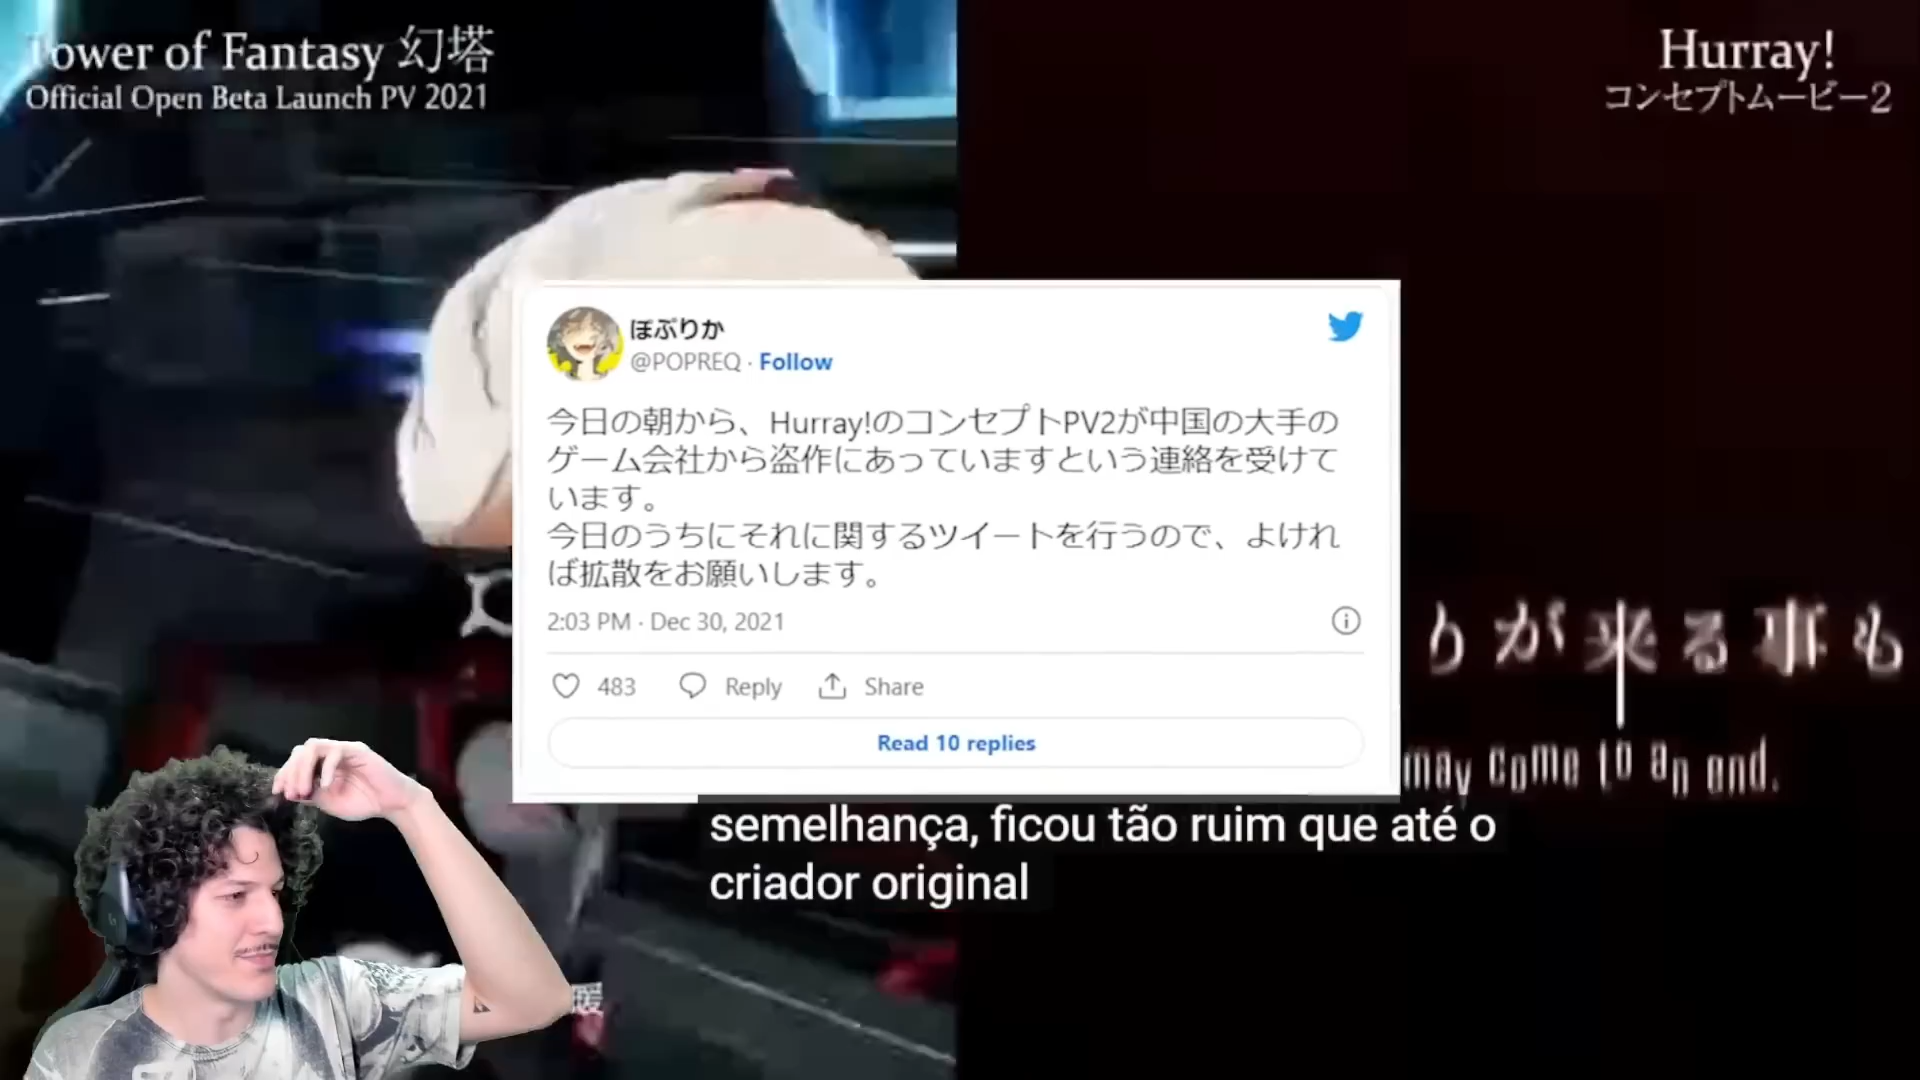 Tower of Fantasy 幻塔
Official Open Beta Launch PV 2021
Hurray!
コンセプトムービー2
ぽぷりか
@POPREQ · Follow
今日の朝から、Hurray!のコンセプトPV2が中国の大手の
ゲーム会社から盗作にあっていますという連絡を受けて
います。
今日のうちにそれに関するツイートを行うので、よけれ
ば拡散をお願いします。
2:03 PM · Dec 30, 2021
483 Reply Share
Read 10 replies
りが来る事も
may come to an end.
semelhança, ficou tão ruim que até o
criador original
暖